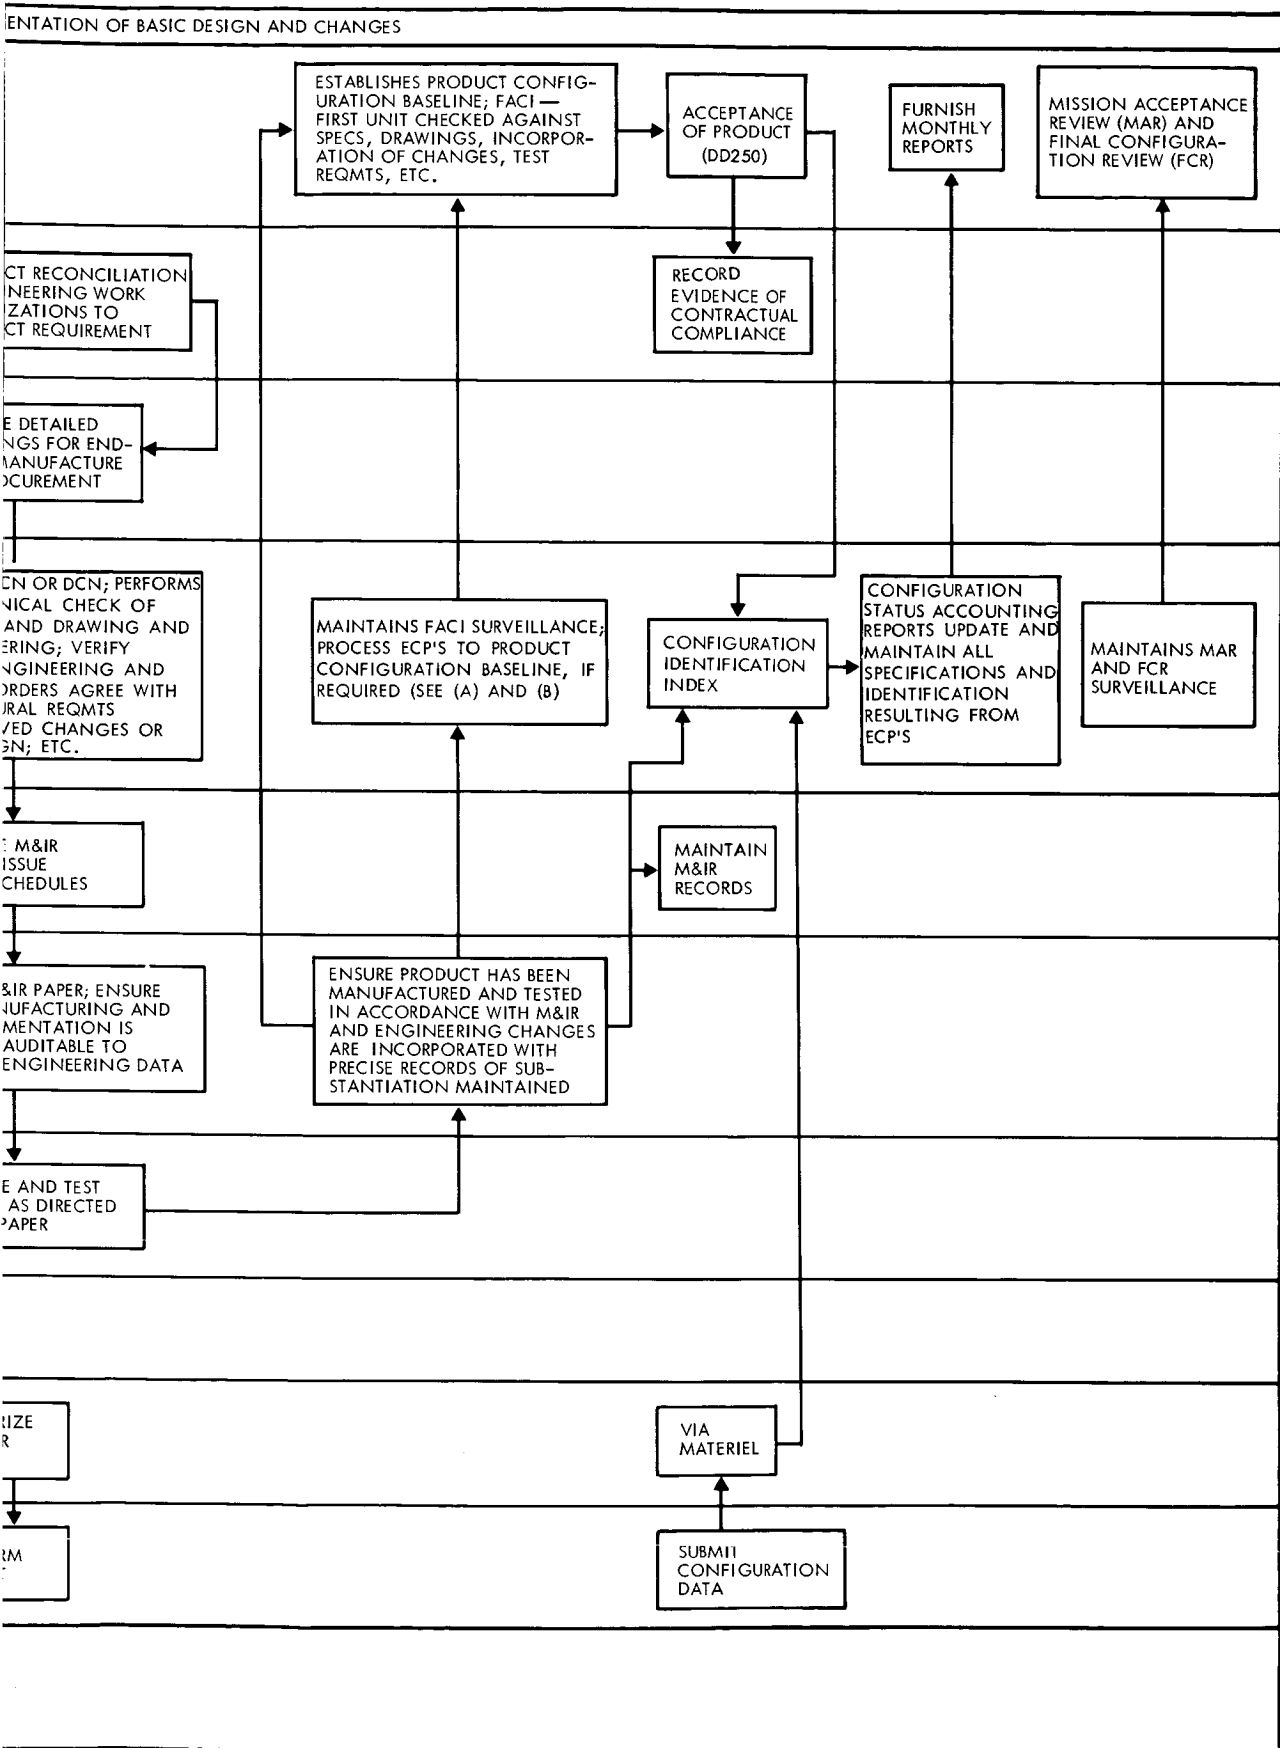 ENTATION OF BASIC DESIGN AND CHANGES
ESTABLISHES PRODUCT CONFIG-
URATION BASELINE; FACI —
FIRST UNIT CHECKED AGAINST
SPECS, DRAWINGS, INCORPOR-
ATION OF CHANGES, TEST
REQMTS, ETC.
ACCEPTANCE
OF PRODUCT
(DD250)
FURNISH
MONTHLY
REPORTS
MISSION ACCEPTANCE
REVIEW (MAR) AND
FINAL CONFIGURA-
TION REVIEW (FCR)
CT RECONCILIATION
NEERING WORK
IZATIONS TO
CT REQUIREMENT
RECORD
EVIDENCE OF
CONTRACTUAL
COMPLIANCE
E DETAILED
NGS FOR END-
MANUFACTURE
OCUREMENT
CN OR DCN; PERFORMS
NICAL CHECK OF
AND DRAWING AND
ERING; VERIFY
NGINEERING AND
ORDERS AGREE WITH
URAL REQMTS
VED CHANGES OR
GN; ETC.
MAINTAINS FACI SURVEILLANCE;
PROCESS ECP'S TO PRODUCT
CONFIGURATION BASELINE, IF
REQUIRED (SEE (A) AND (B)
CONFIGURATION
IDENTIFICATION
INDEX
CONFIGURATION
STATUS ACCOUNTING
REPORTS UPDATE AND
MAINTAIN ALL
SPECIFICATIONS AND
IDENTIFICATION
RESULTING FROM
ECP'S
MAINTAINS MAR
AND FCR
SURVEILLANCE
M&IR
ISSUE
CHEDULES
MAINTAIN
M&IR
RECORDS
&IR PAPER; ENSURE
NUFACTURING AND
MENTATION IS
AUDITABLE TO
ENGINEERING DATA
ENSURE PRODUCT HAS BEEN
MANUFACTURED AND TESTED
IN ACCORDANCE WITH M&IR
AND ENGINEERING CHANGES
ARE INCORPORATED WITH
PRECISE RECORDS OF SUB-
STANTIATION MAINTAINED
E AND TEST
AS DIRECTED
PAPER
RIZE
R
VIA
MATERIEL
RM
SUBMIT
CONFIGURATION
DATA